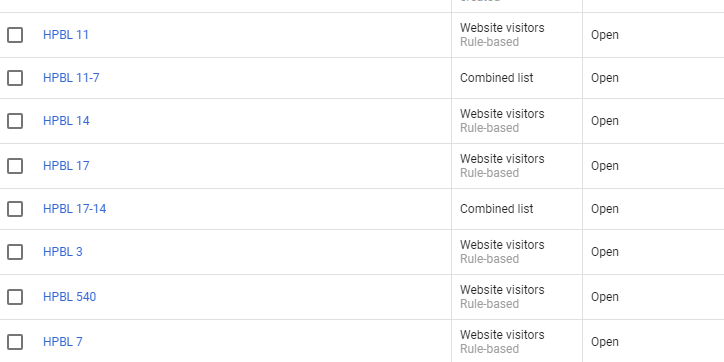 created
HPBL 11
Website visitors
Rule-based
Open
HPBL 11-7
Combined list
Open
HPBL 14
Website visitors
Rule-based
Open
HPBL 17
Website visitors
Rule-based
Open
HPBL 17-14
Combined list
Open
HPBL 3
Website visitors
Rule-based
Open
HPBL 540
Website visitors
Rule-based
Open
HPBL 7
Website visitors
Rule-based
Open